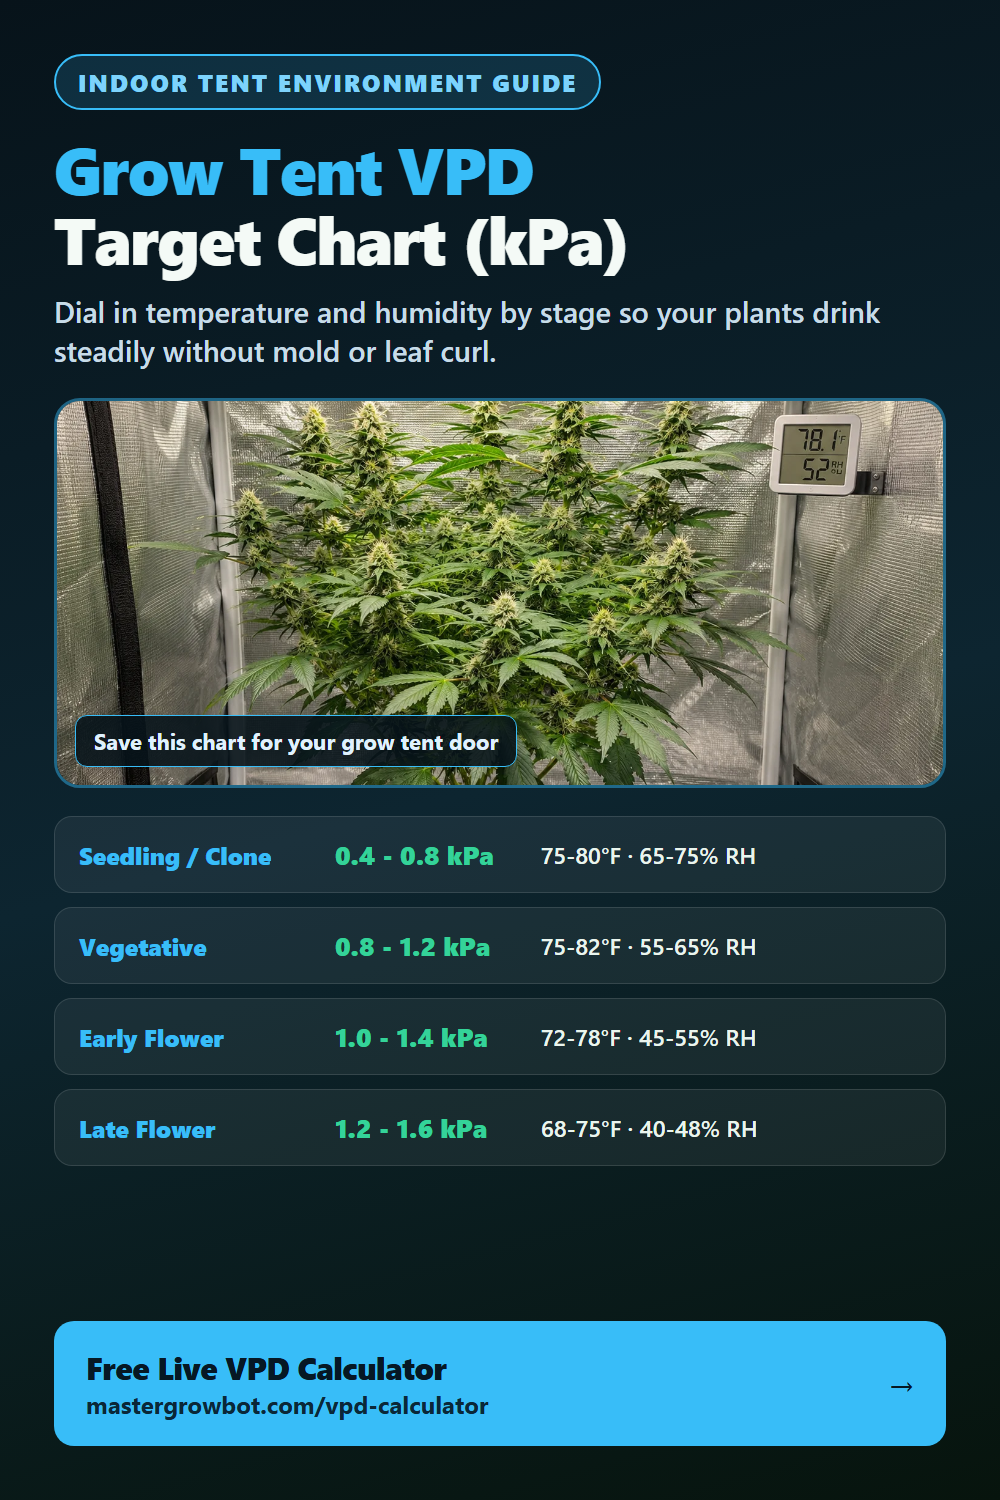 INDOOR TENT ENVIRONMENT GUIDE
Grow Tent VPD
Target Chart (kPa)
Dial in temperature and humidity by stage so your plants drink
steadily without mold or leaf curl.
78.1°F
52 RH
Save this chart for your grow tent door
Seedling / Clone 0.4 - 0.8 kPa 75-80°F · 65-75% RH
Vegetative 0.8 - 1.2 kPa 75-82°F · 55-65% RH
Early Flower 1.0 - 1.4 kPa 72-78°F · 45-55% RH
Late Flower 1.2 - 1.6 kPa 68-75°F · 40-48% RH
Free Live VPD Calculator
mastergrowbot.com/vpd-calculator →